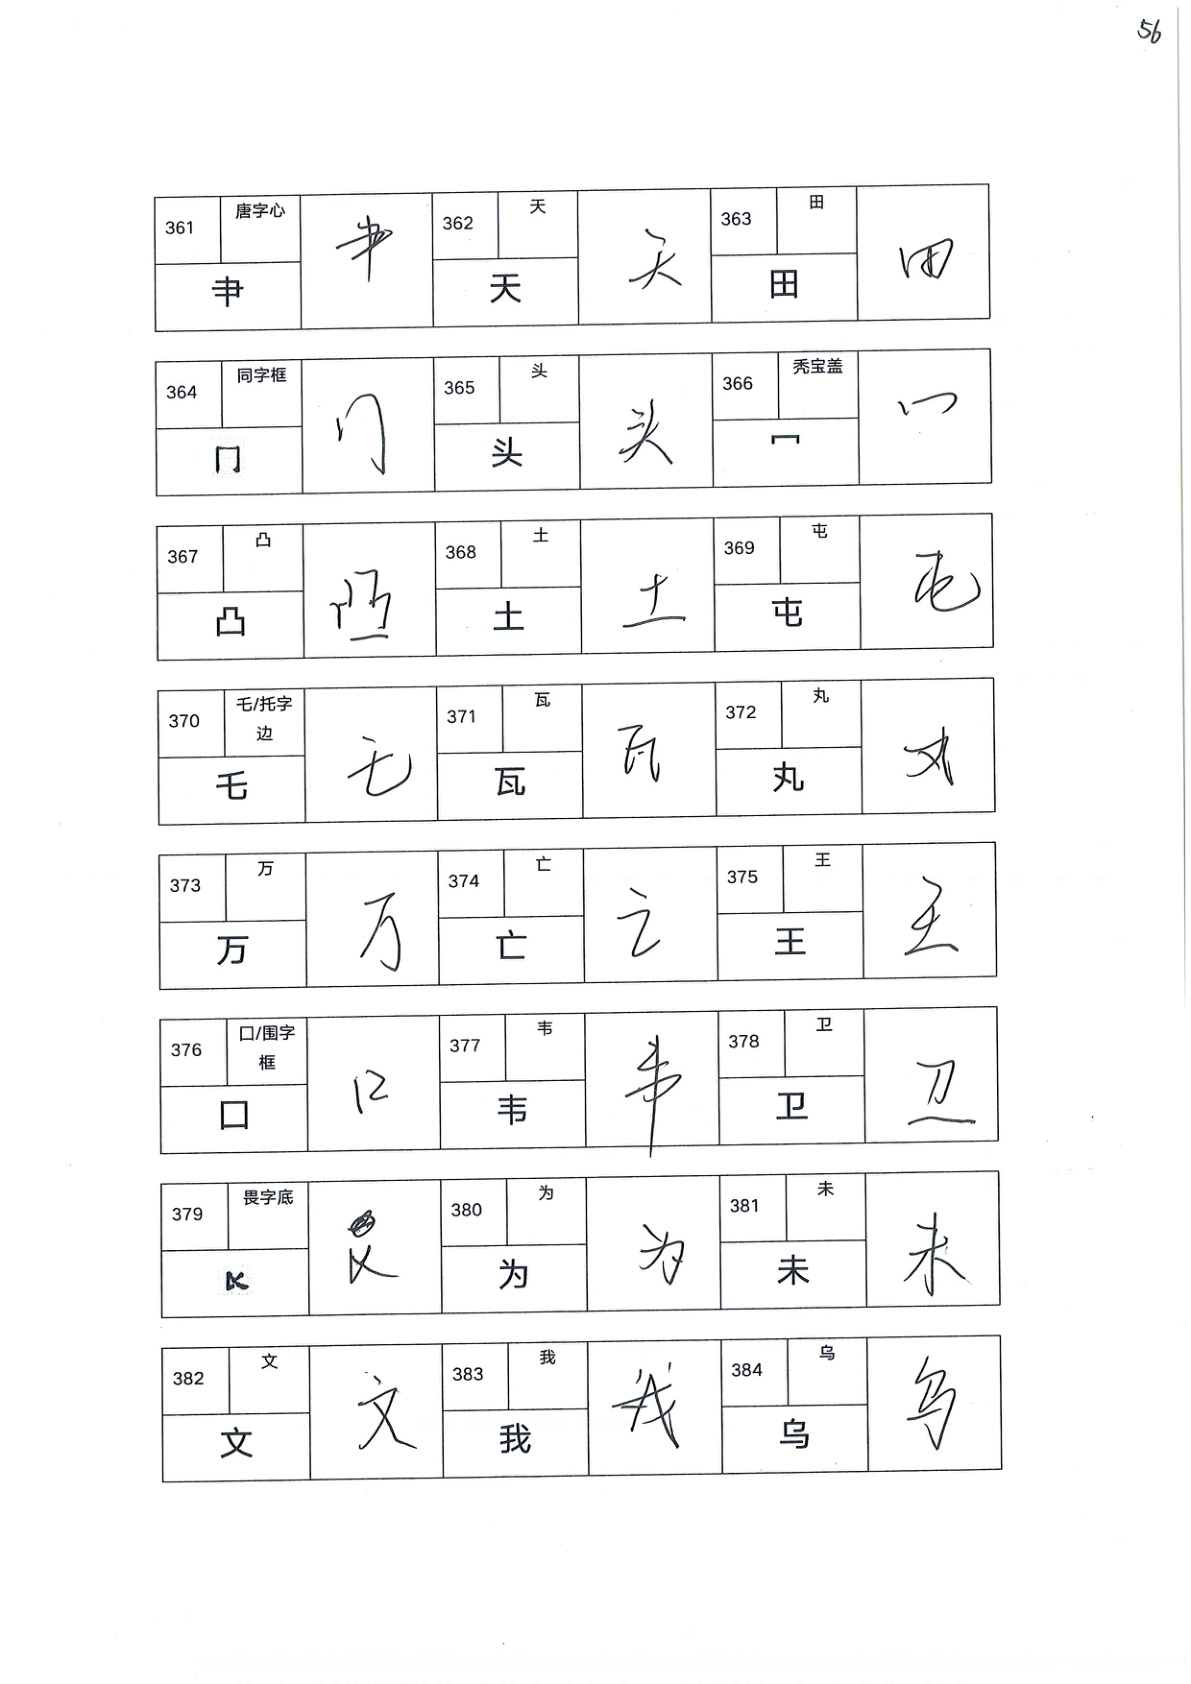 56
361 唐字心 肀 肀 362 天 天 天 363 田 田 田
364 同字框 冂 冂 365 头 头 头 366 秃宝盖 冖 冖
367 凸 凸 凸 368 土 土 土 369 屯 屯 屯
370 乇/托字边 乇 乇 371 瓦 瓦 瓦 372 丸 丸 丸
373 万 万 万 374 亡 亡 亡 375 王 王 王
376 囗/围字框 囗 囗 377 韦 韦 韦 378 卫 卫 卫
379 畏字底 380 为 为 为 381 未 未 未
382 文 文 文 383 我 我 我 384 乌 乌 乌